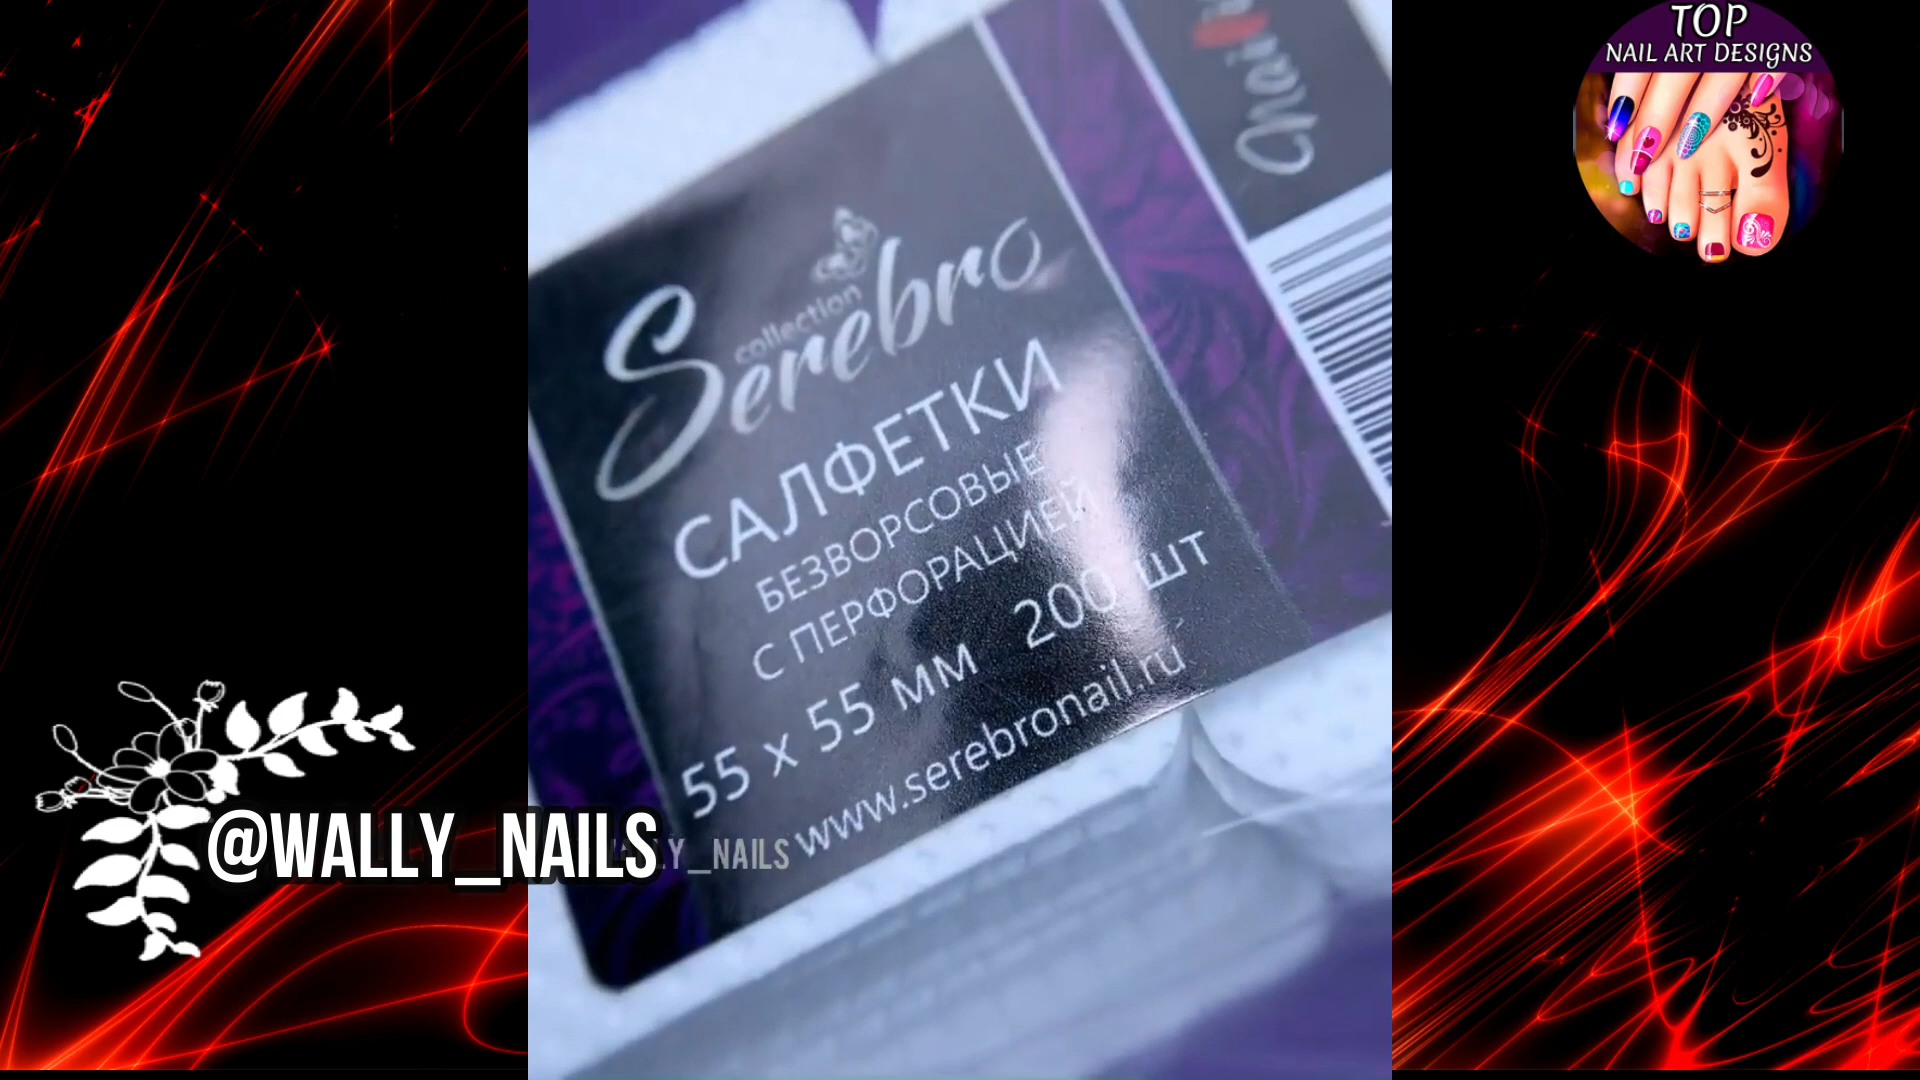 TOP
NAIL ART DESIGNS
Serebro
collection
САЛФЕТКИ
БЕЗВОРСОВЫЕ
С ПЕРФОРАЦИЕЙ
55 x 55 мм 200 шт
www.serebronail.ru
@WALLY_NAILS